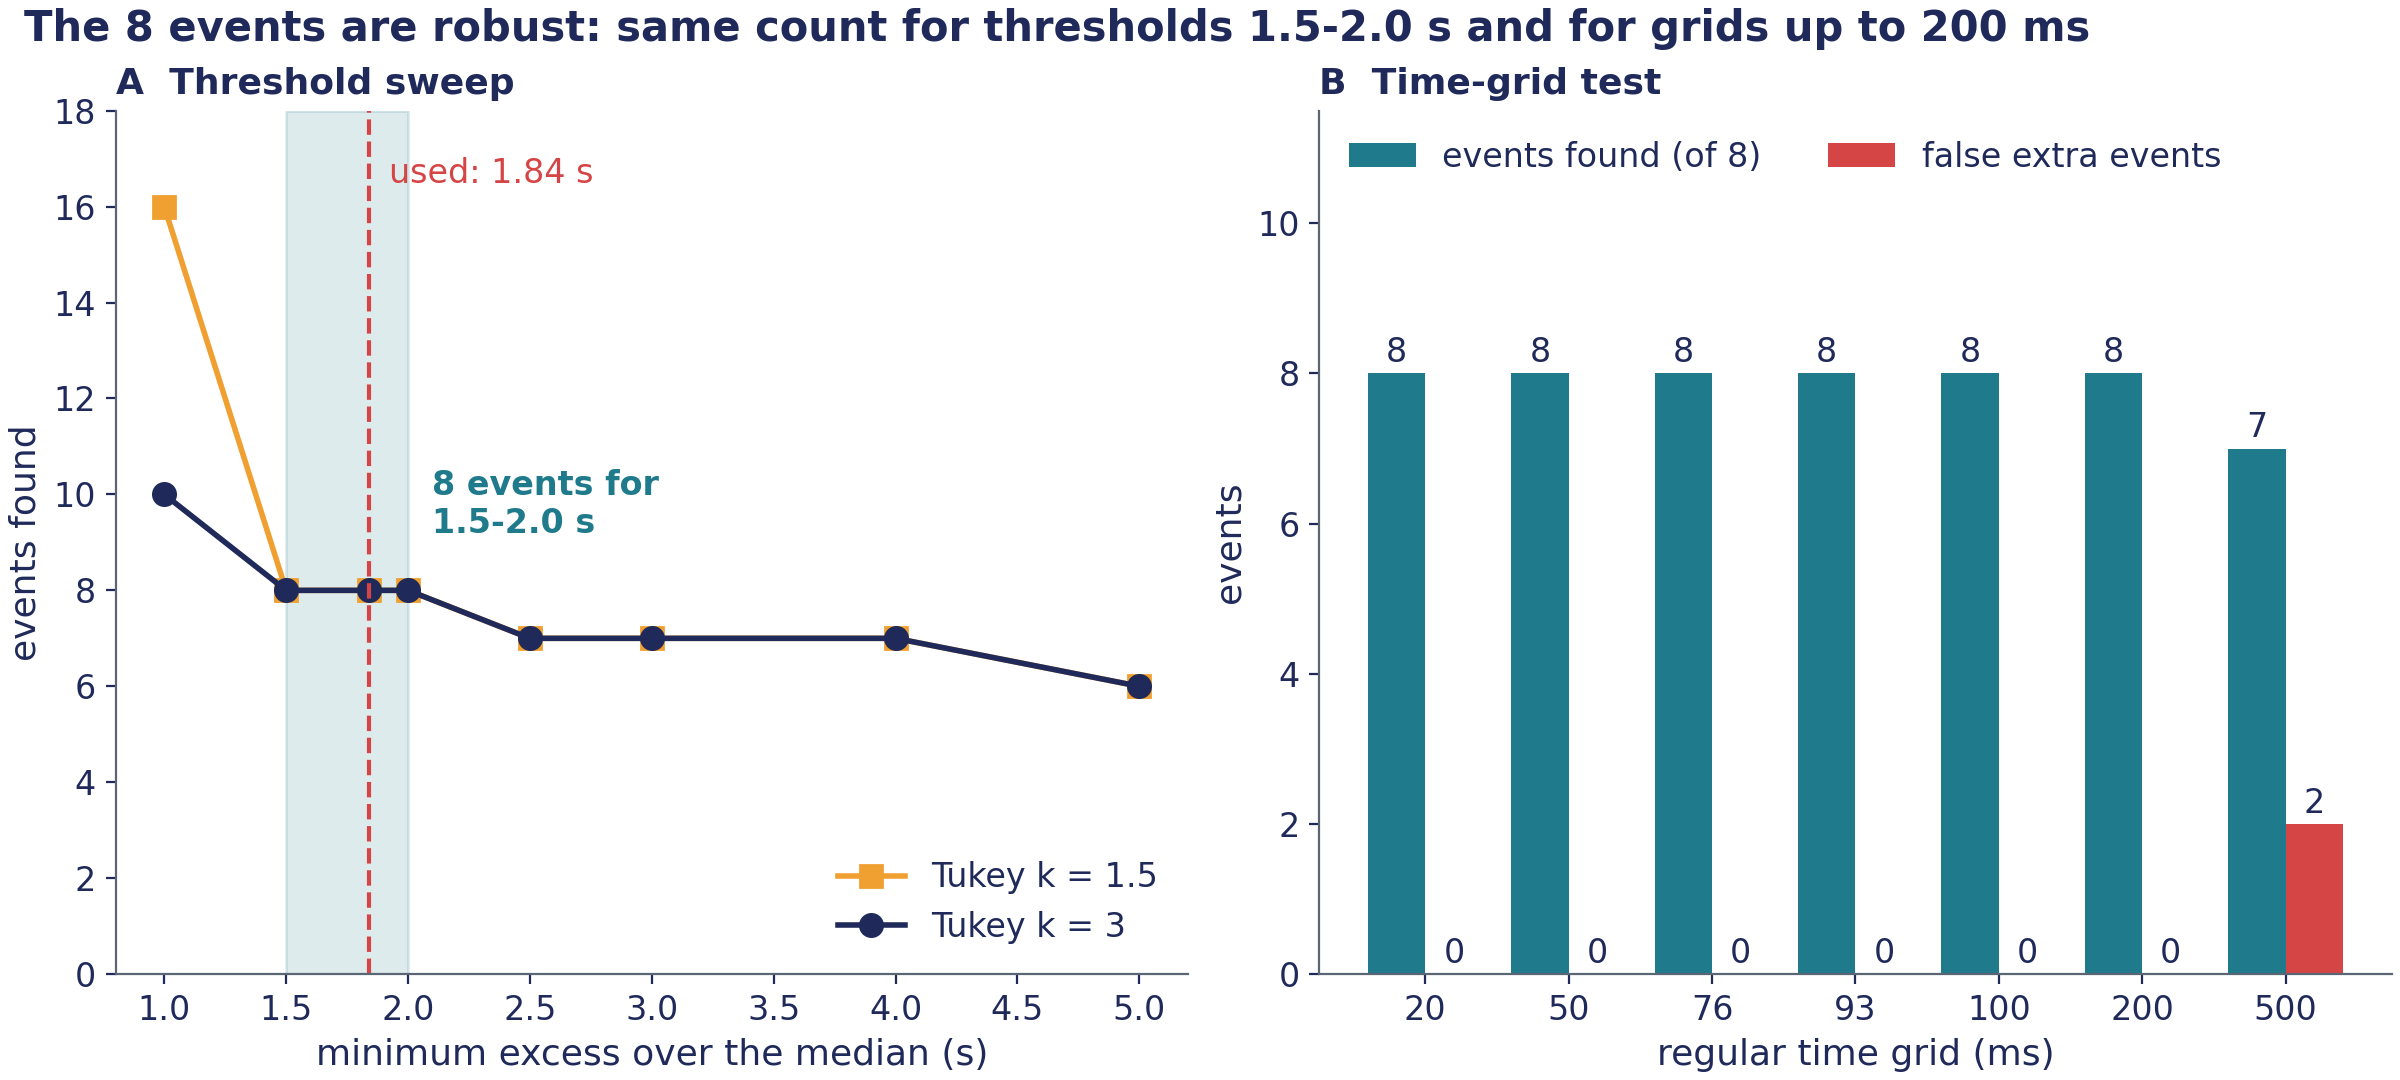 The 8 events are robust: same count for thresholds 1.5-2.0 s and for grids up to 200 ms
A Threshold sweep
18
16
14
12
10
8
6
4
2
0
events found
used: 1.84 s
8 events for
1.5-2.0 s
Tukey k = 1.5
Tukey k = 3
1.0 1.5 2.0 2.5 3.0 3.5 4.0 4.5 5.0
minimum excess over the median (s)
B Time-grid test
events found (of 8) false extra events
10
8
6
4
2
0
events
8 8 8 8 8 8 7
0 0 0 0 0 0 2
20 50 76 93 100 200 500
regular time grid (ms)